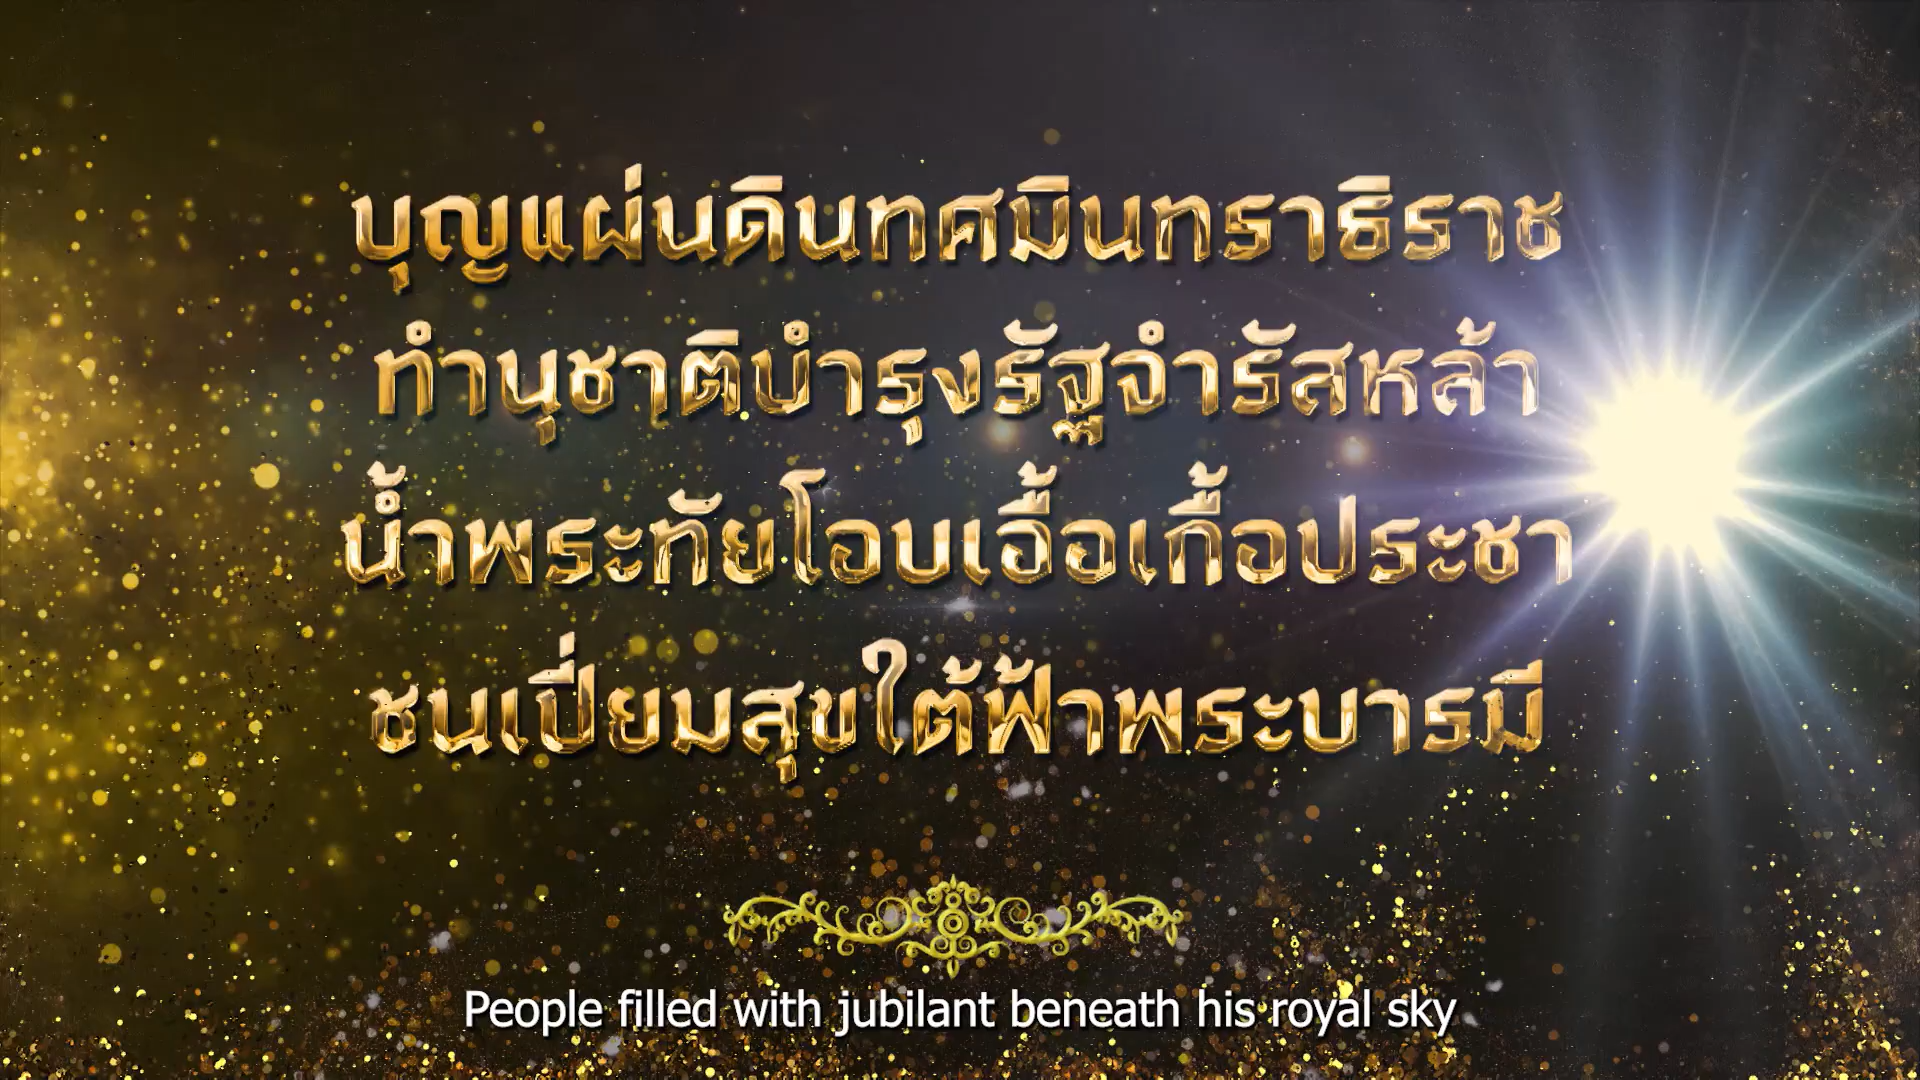 บุญแผ่นดินทศมินทราธิราช
ทำนุชาติบำรุงรัฐจำรัสหล้า
น้ำพระทัยโอบเอื้อเกื้อประชา
ชนเปี่ยมสุขใต้ฟ้าพระบารมี
People filled with jubilant beneath his royal sky